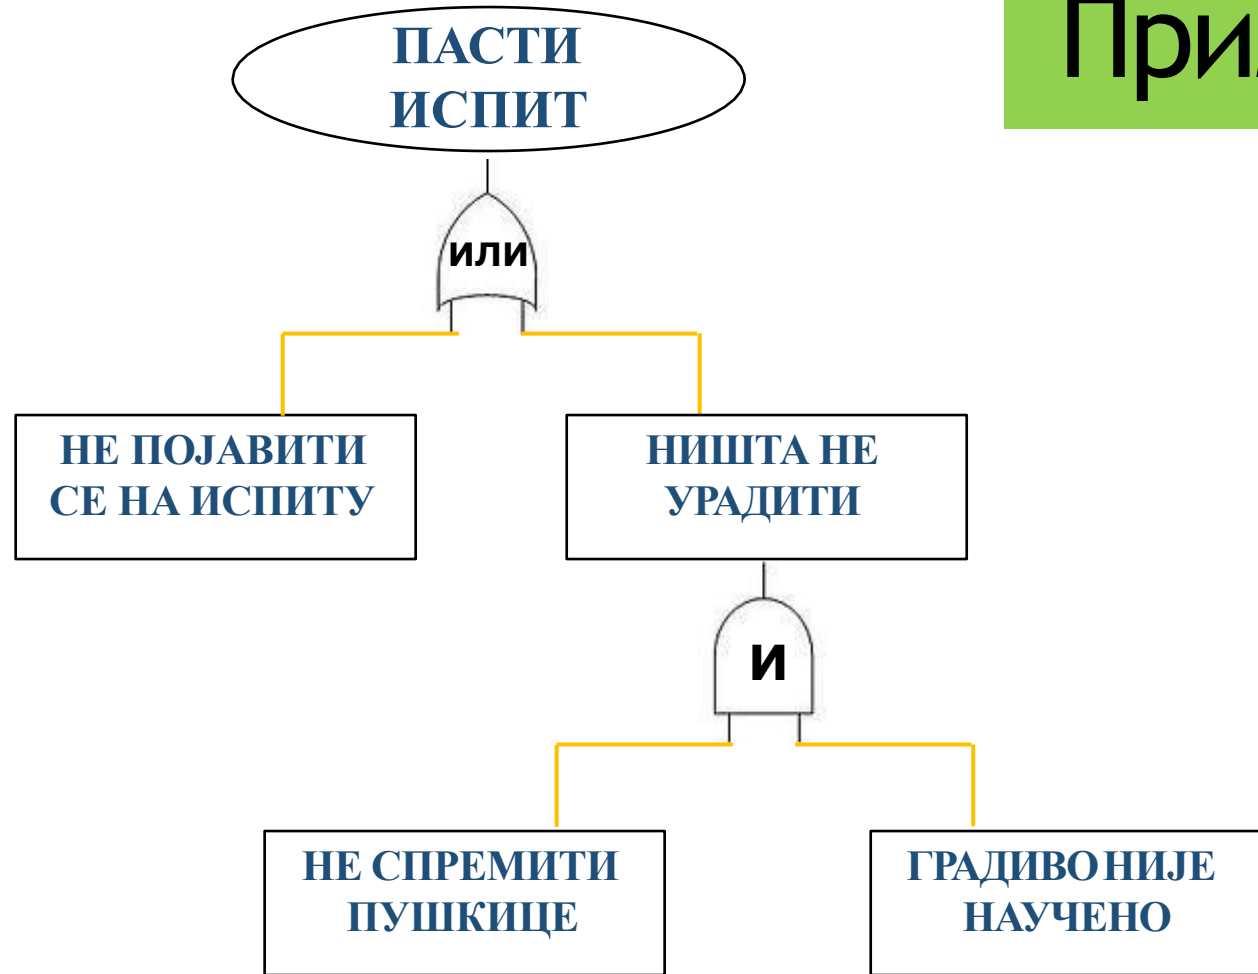 ПАСТИ
ИСПИТ
или
НЕ ПОЈАВИТИ
СЕ НА ИСПИТУ
НИШТА НЕ
УРАДИТИ
И
НЕ СПРЕМИТИ
ПУШКИЦЕ
ГРАДИВО НИЈЕ
НАУЧЕНО